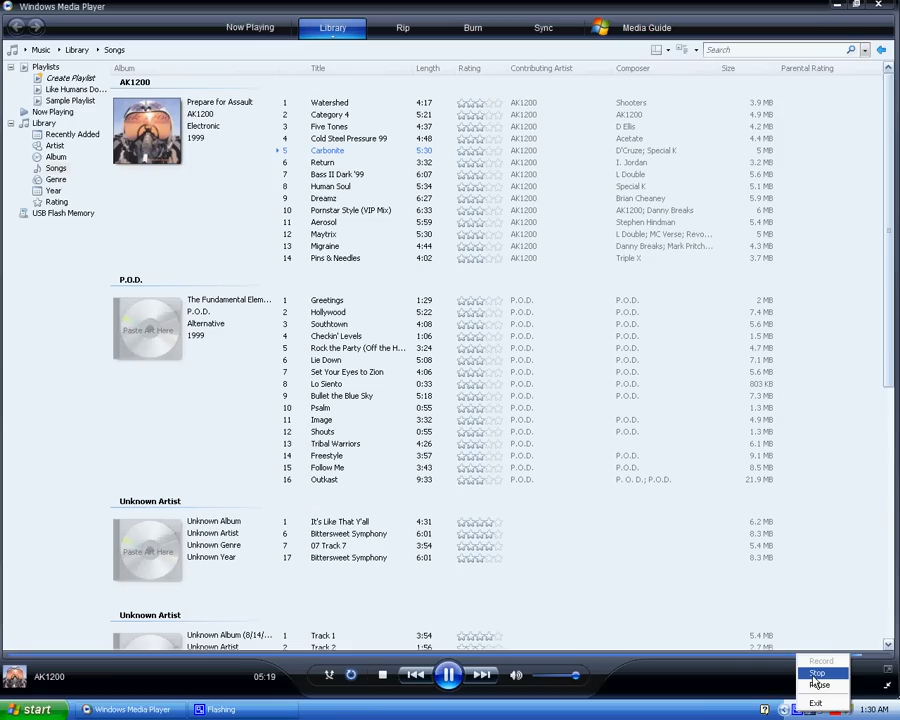 Windows Media Player
Now Playing Library Rip Burn Sync Media Guide
Music Library Songs Search
Album Title Length Rating Contributing Artist Composer Size Parental Rating
Playlists
Create Playlist
Like Humans Do...
Sample Playlist
Now Playing
Library
Recently Added
Artist
Album
Songs
Genre
Year
Rating
USB Flash Memory
AK1200
Prepare for Assault
AK1200
Electronic
1999
1 Watershed 4:17 AK1200 Shooters 3.9 MB
2 Category 4 5:21 AK1200 AK1200 4.9 MB
3 Five Tones 4:37 AK1200 D Ellis 4.2 MB
4 Cold Steel Pressure 99 4:48 AK1200 Acetate 4.4 MB
5 Carbonite 5:30 AK1200 D'Cruze; Special K 5 MB
6 Return 3:32 AK1200 I. Jordan 3.2 MB
7 Bass II Dark '99 6:07 AK1200 L Double 5.6 MB
8 Human Soul 5:34 AK1200 Special K 5.1 MB
9 Dreamz 6:27 AK1200 Brian Cheaney 5.9 MB
10 Pornstar Style (VIP Mix) 6:33 AK1200 AK1200; Danny Breaks 6 MB
11 Aerosol 5:59 AK1200 Stephen Hindman 5.4 MB
12 Maytrix 5:30 AK1200 L Double; MC Verse; Revo... 5 MB
13 Migraine 4:44 AK1200 Danny Breaks; Mark Pritch... 4.3 MB
14 Pins & Needles 4:02 AK1200 Triple X 3.7 MB
P.O.D.
The Fundamental Elem...
P.O.D.
Alternative
1999
Paste Art Here
1 Greetings 1:29 P.O.D. P.O.D. 2 MB
2 Hollywood 5:22 P.O.D. P.O.D. 7.4 MB
3 Southtown 4:08 P.O.D. P.O.D. 5.6 MB
4 Checkin' Levels 1:06 P.O.D. P.O.D. 1.5 MB
5 Rock the Party (Off the H... 3:24 P.O.D. P.O.D. 4.7 MB
6 Lie Down 5:08 P.O.D. P.O.D. 7.1 MB
7 Set Your Eyes to Zion 4:06 P.O.D. P.O.D. 5.6 MB
8 Lo Siento 0:33 P.O.D. P.O.D. 803 KB
9 Bullet the Blue Sky 5:18 P.O.D. P.O.D. 7.3 MB
10 Psalm 0:55 P.O.D. 1.2 MB
11 Image 3:32 P.O.D. P.O.D. 4.9 MB
12 Shouts 0:55 P.O.D. P.O.D. 1.3 MB
13 Tribal Warriors 4:26 P.O.D. 6.1 MB
14 Freestyle 3:57 P.O.D. P.O.D. 9.1 MB
15 Follow Me 3:43 P.O.D. P.O.D. 8.5 MB
16 Outkast 9:33 P.O.D. P. O. D.; P.O.D. 21.9 MB
Unknown Artist
Unknown Album
Unknown Artist
Unknown Genre
Unknown Year
Paste Art Here
1 It's Like That Y'all 4:31 6.2 MB
6 Bittersweet Symphony 6:01 8.3 MB
7 07 Track 7 3:54 5.4 MB
17 Bittersweet Symphony 6:01 8.3 MB
Unknown Artist
Unknown Album (8/14/...
Unknown Artist
Paste Art Here
1 Track 1 3:54 5.4 MB
2 Track 2 1:56 2.7 MB
AK1200 05:19
Record
Stop
Pause
Exit
start Windows Media Player Flashing 1:30 AM